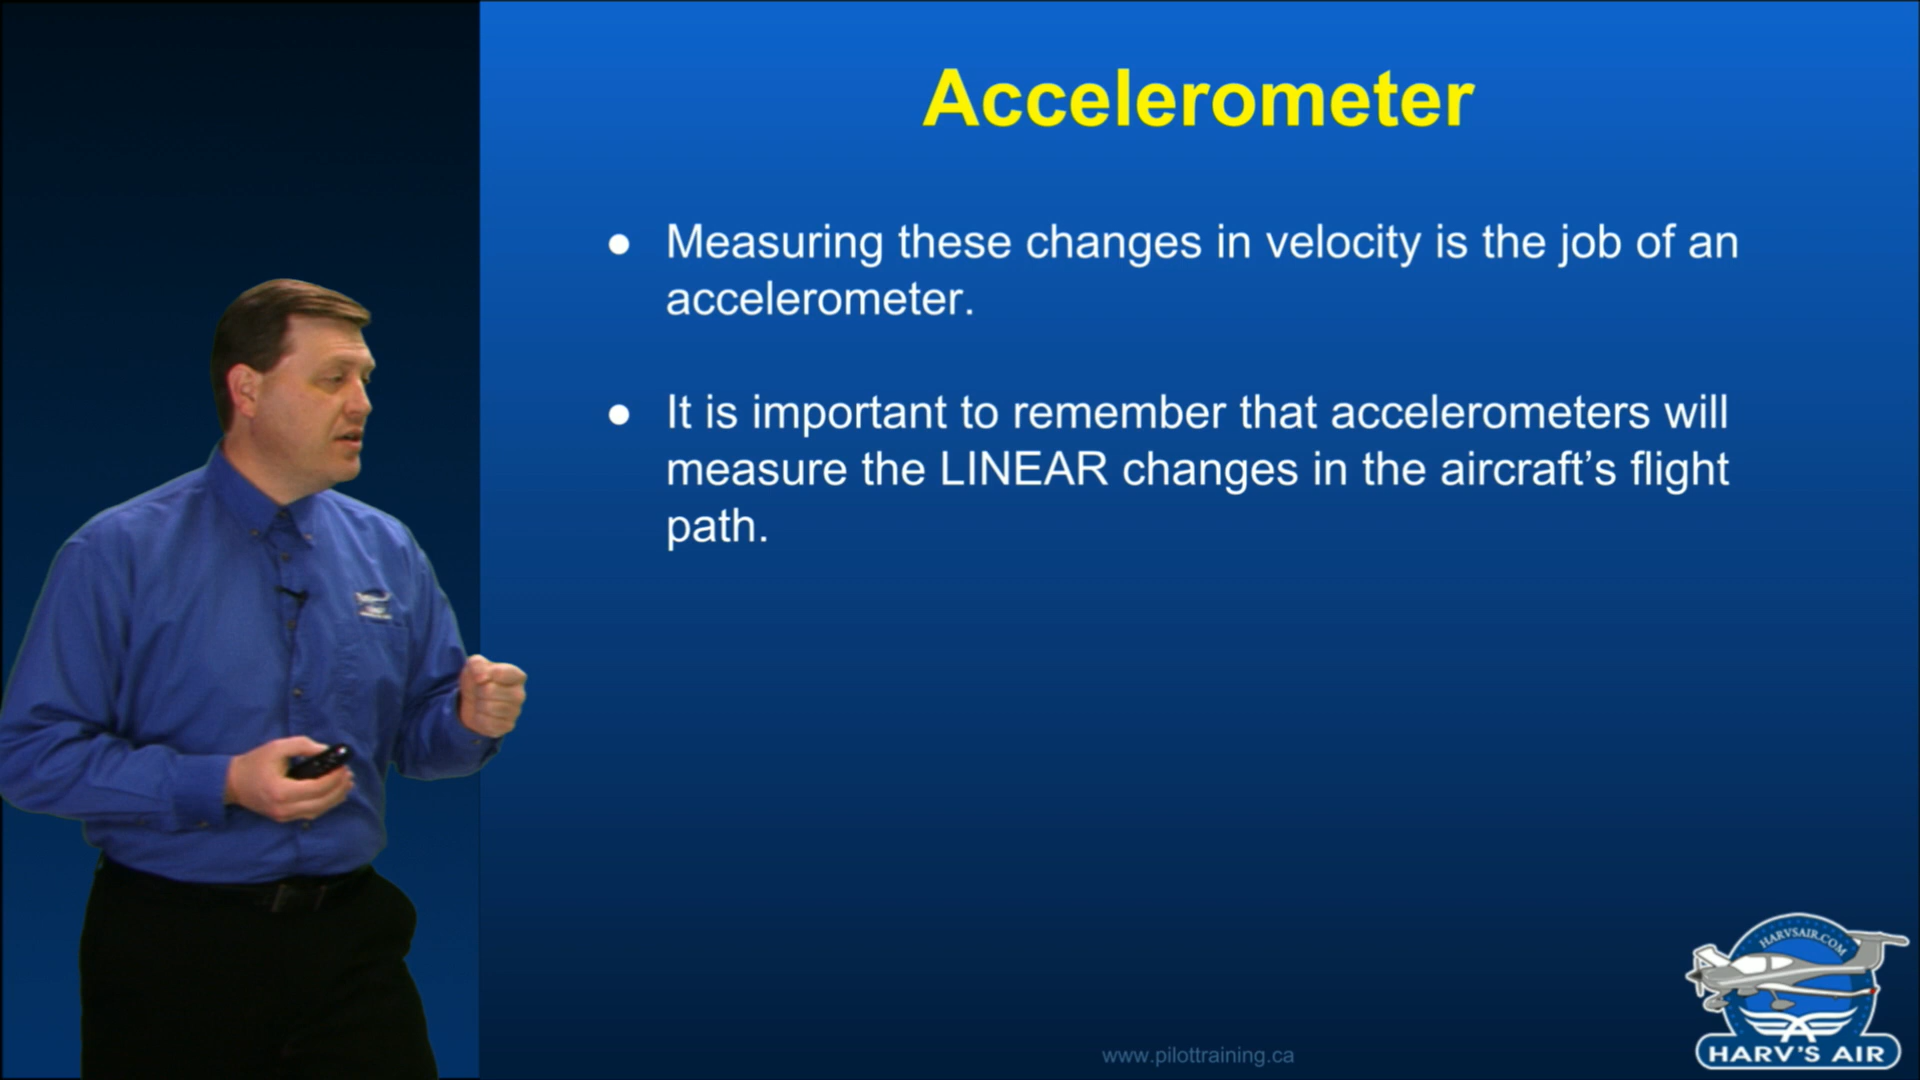 Accelerometer
● Measuring these changes in velocity is the job of an
accelerometer.
● It is important to remember that accelerometers will
measure the LINEAR changes in the aircraft’s flight
path.
HARVSAIR.COM
HARV'S AIR
www.pilottraining.ca